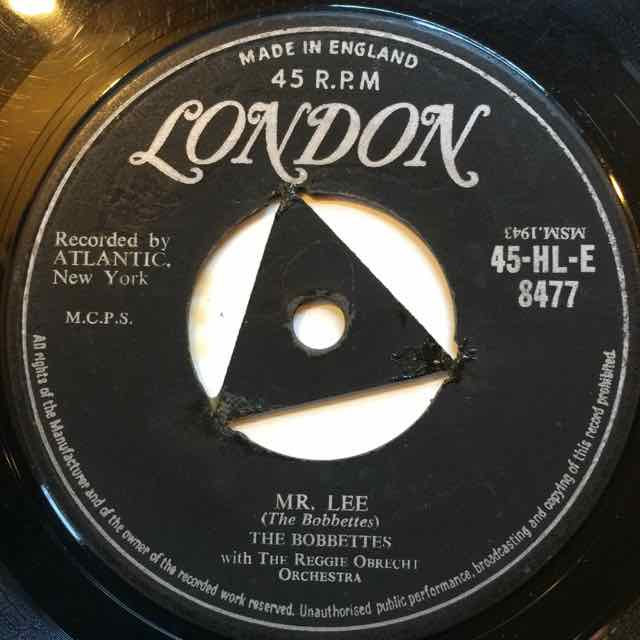 MADE IN ENGLAND
45 R.P.M
LONDON
Recorded by
ATLANTIC,
New York
M.C.P.S.
MSM.1943
45-HL-E
8477
MR. LEE
(The Bobbettes)
THE BOBBETTES
with THE REGGIE OBRECHT
ORCHESTRA
All rights of the Manufacturer and of the owner of the recorded work reserved. Unauthorised public performance, broadcasting and copying of this record prohibited.